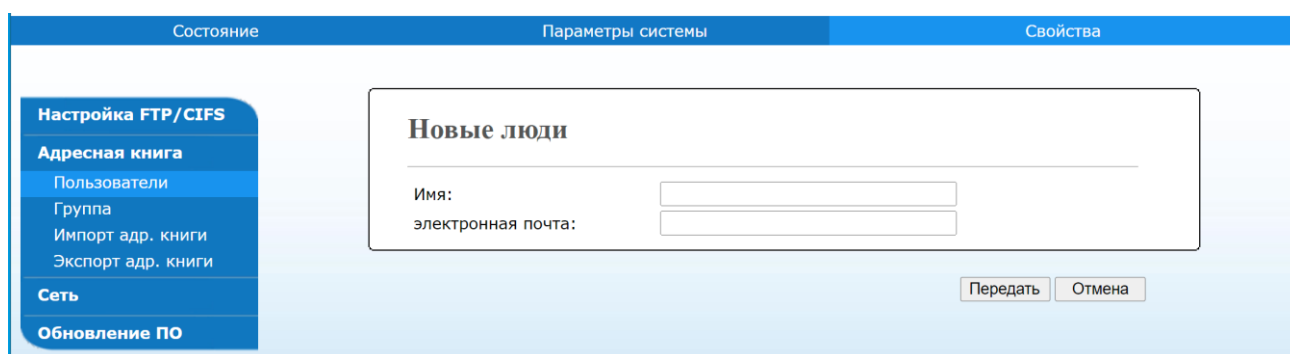 Состояние Параметры системы Свойства
Настройка FTP/CIFS
Адресная книга
Пользователи
Группа
Импорт адр. книги
Экспорт адр. книги
Сеть
Обновление ПО
Новые люди
Имя:
электронная почта:
Передать Отмена